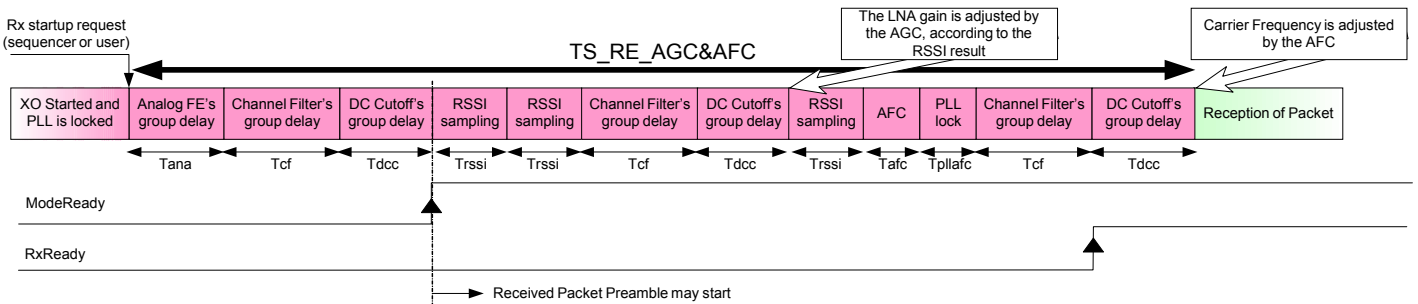 Rx startup request
(sequencer or user)
TS_RE_AGC&AFC
The LNA gain is adjusted by
the AGC, according to the
RSSI result
Carrier Frequency is adjusted
by the AFC
XO Started and
PLL is locked
Analog FE's
group delay
Channel Filter's
group delay
DC Cutoff's
group delay
RSSI
sampling
RSSI
sampling
Channel Filter's
group delay
DC Cutoff's
group delay
RSSI
sampling
AFC
PLL
lock
Channel Filter's
group delay
DC Cutoff's
group delay
Reception of Packet
Tana
Tcf
Tdcc
Trssi
Trssi
Tcf
Tdcc
Trssi
Tafc
Tpllafc
Tcf
Tdcc
ModeReady
RxReady
Received Packet Preamble may start